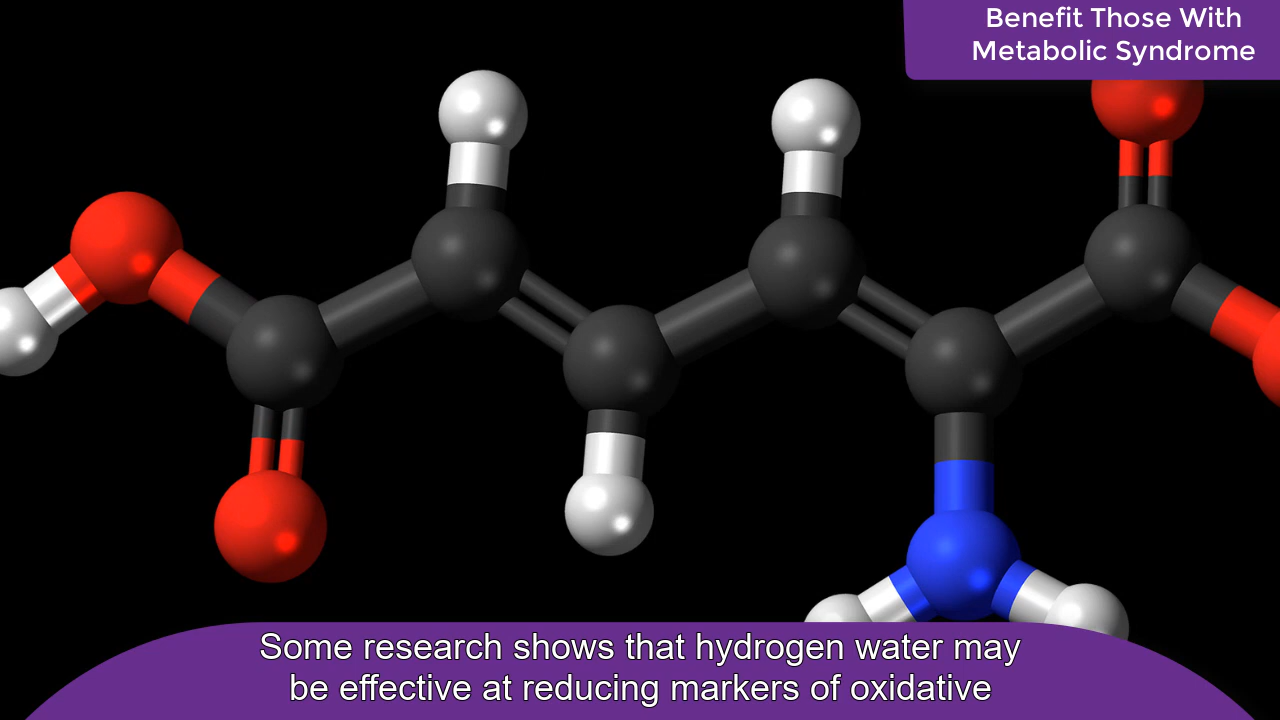 Benefit Those With
Metabolic Syndrome
Some research shows that hydrogen water may
be effective at reducing markers of oxidative